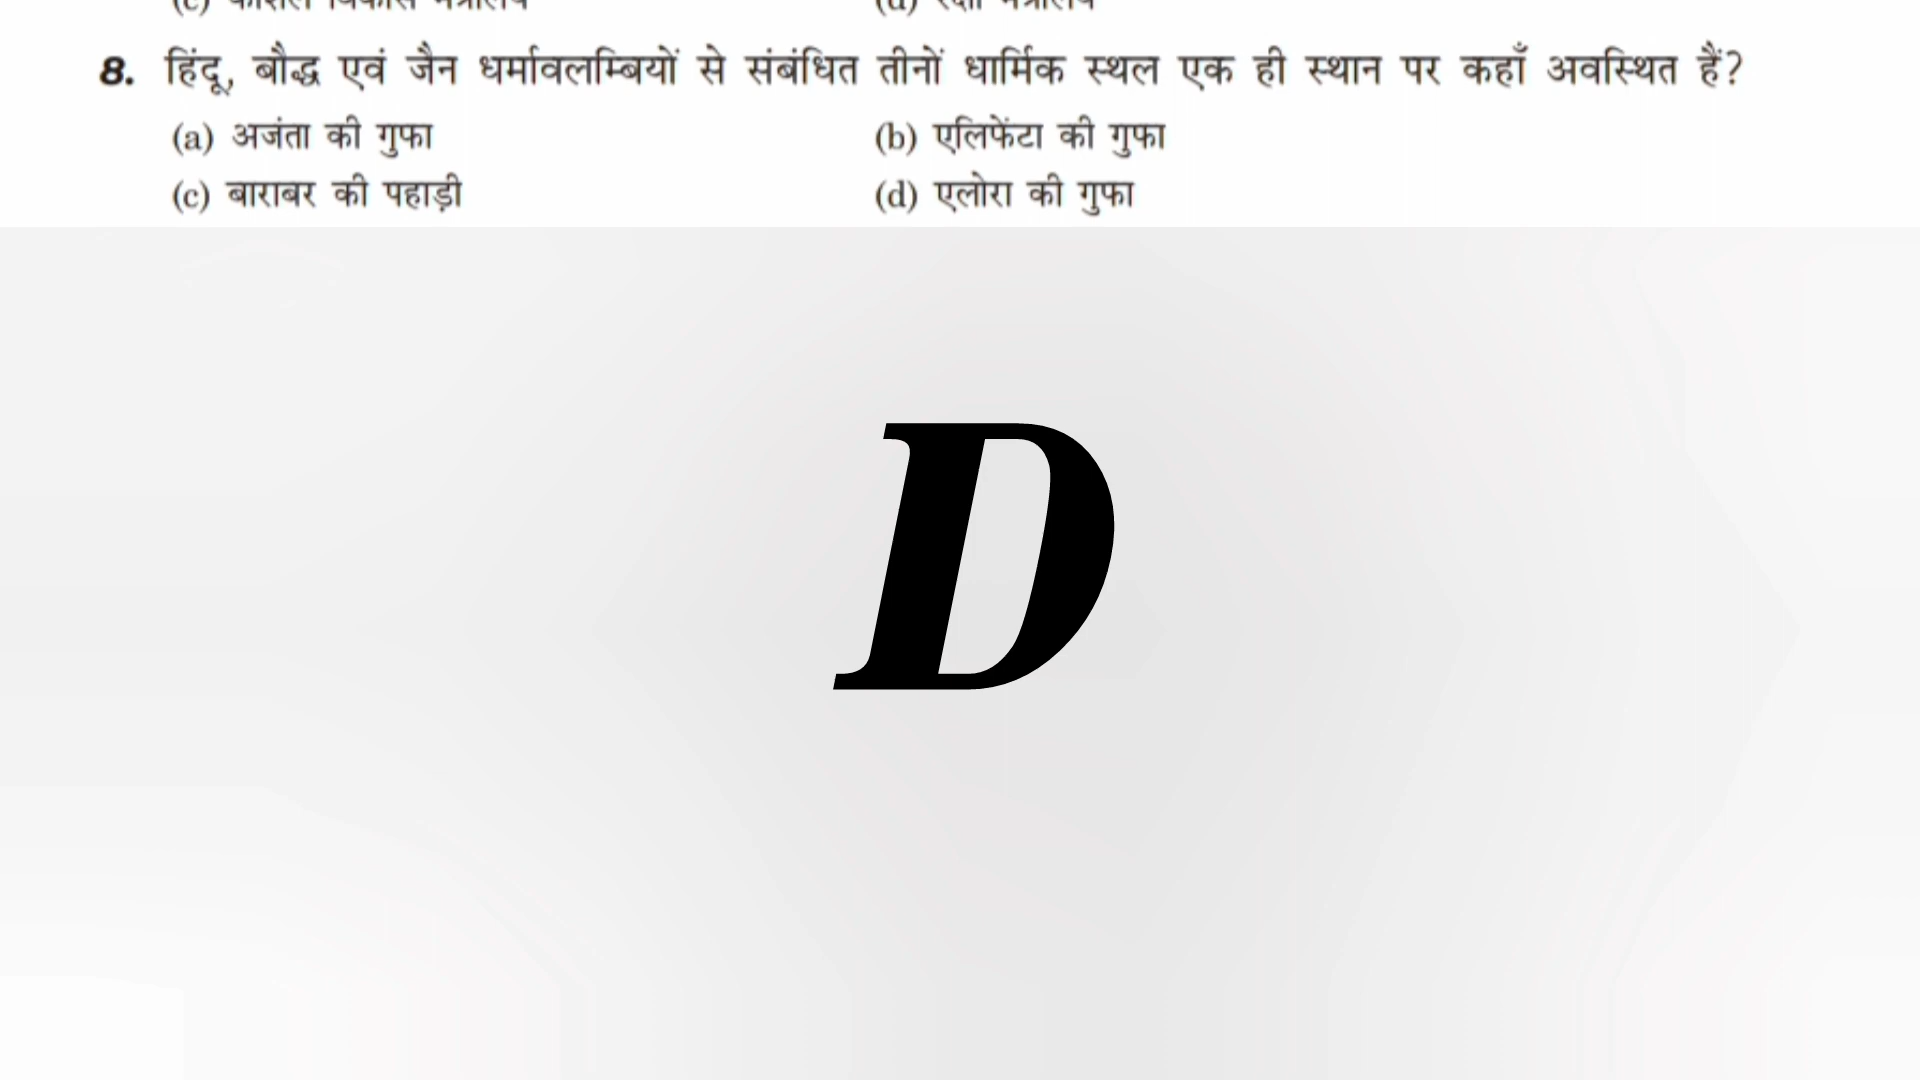 8. हिंदू, बौद्ध एवं जैन धर्मावलम्बियों से संबंधित तीनों धार्मिक स्थल एक ही स्थान पर कहाँ अवस्थित हैं?
(a) अजंता की गुफा (b) एलिफेंटा की गुफा
(c) बाराबर की पहाड़ी (d) एलोरा की गुफा
D